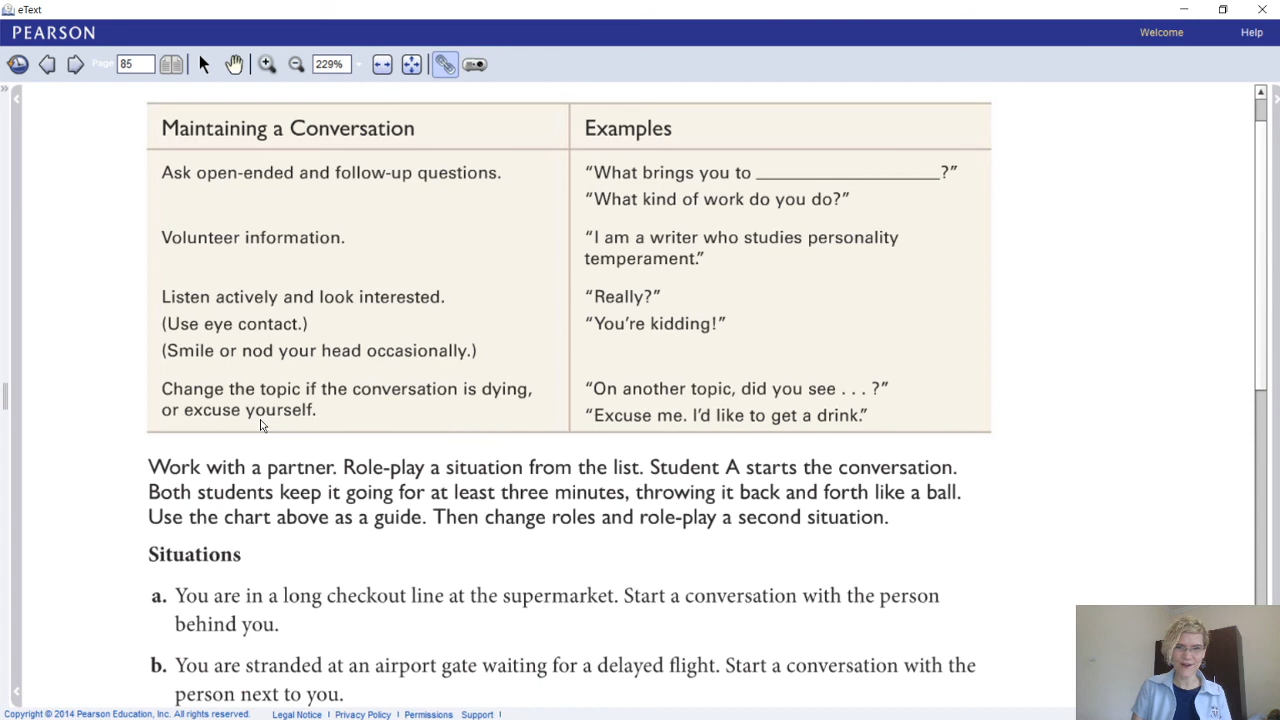 eText
PEARSON
Welcome
Help
Page 85
229%
Maintaining a Conversation
Examples
Ask open-ended and follow-up questions.
“What brings you to ____________________?”
“What kind of work do you do?”
Volunteer information.
“I am a writer who studies personality
temperament.”
Listen actively and look interested.
“Really?”
(Use eye contact.)
“You’re kidding!”
(Smile or nod your head occasionally.)
Change the topic if the conversation is dying,
or excuse yourself.
“On another topic, did you see . . . ?”
“Excuse me. I’d like to get a drink.”
Work with a partner. Role-play a situation from the list. Student A starts the conversation.
Both students keep it going for at least three minutes, throwing it back and forth like a ball.
Use the chart above as a guide. Then change roles and role-play a second situation.
Situations
a. You are in a long checkout line at the supermarket. Start a conversation with the person
behind you.
b. You are stranded at an airport gate waiting for a delayed flight. Start a conversation with the
person next to you.
Copyright © 2014 Pearson Education, Inc. All rights reserved. Legal Notice | Privacy Policy | Permissions Support |